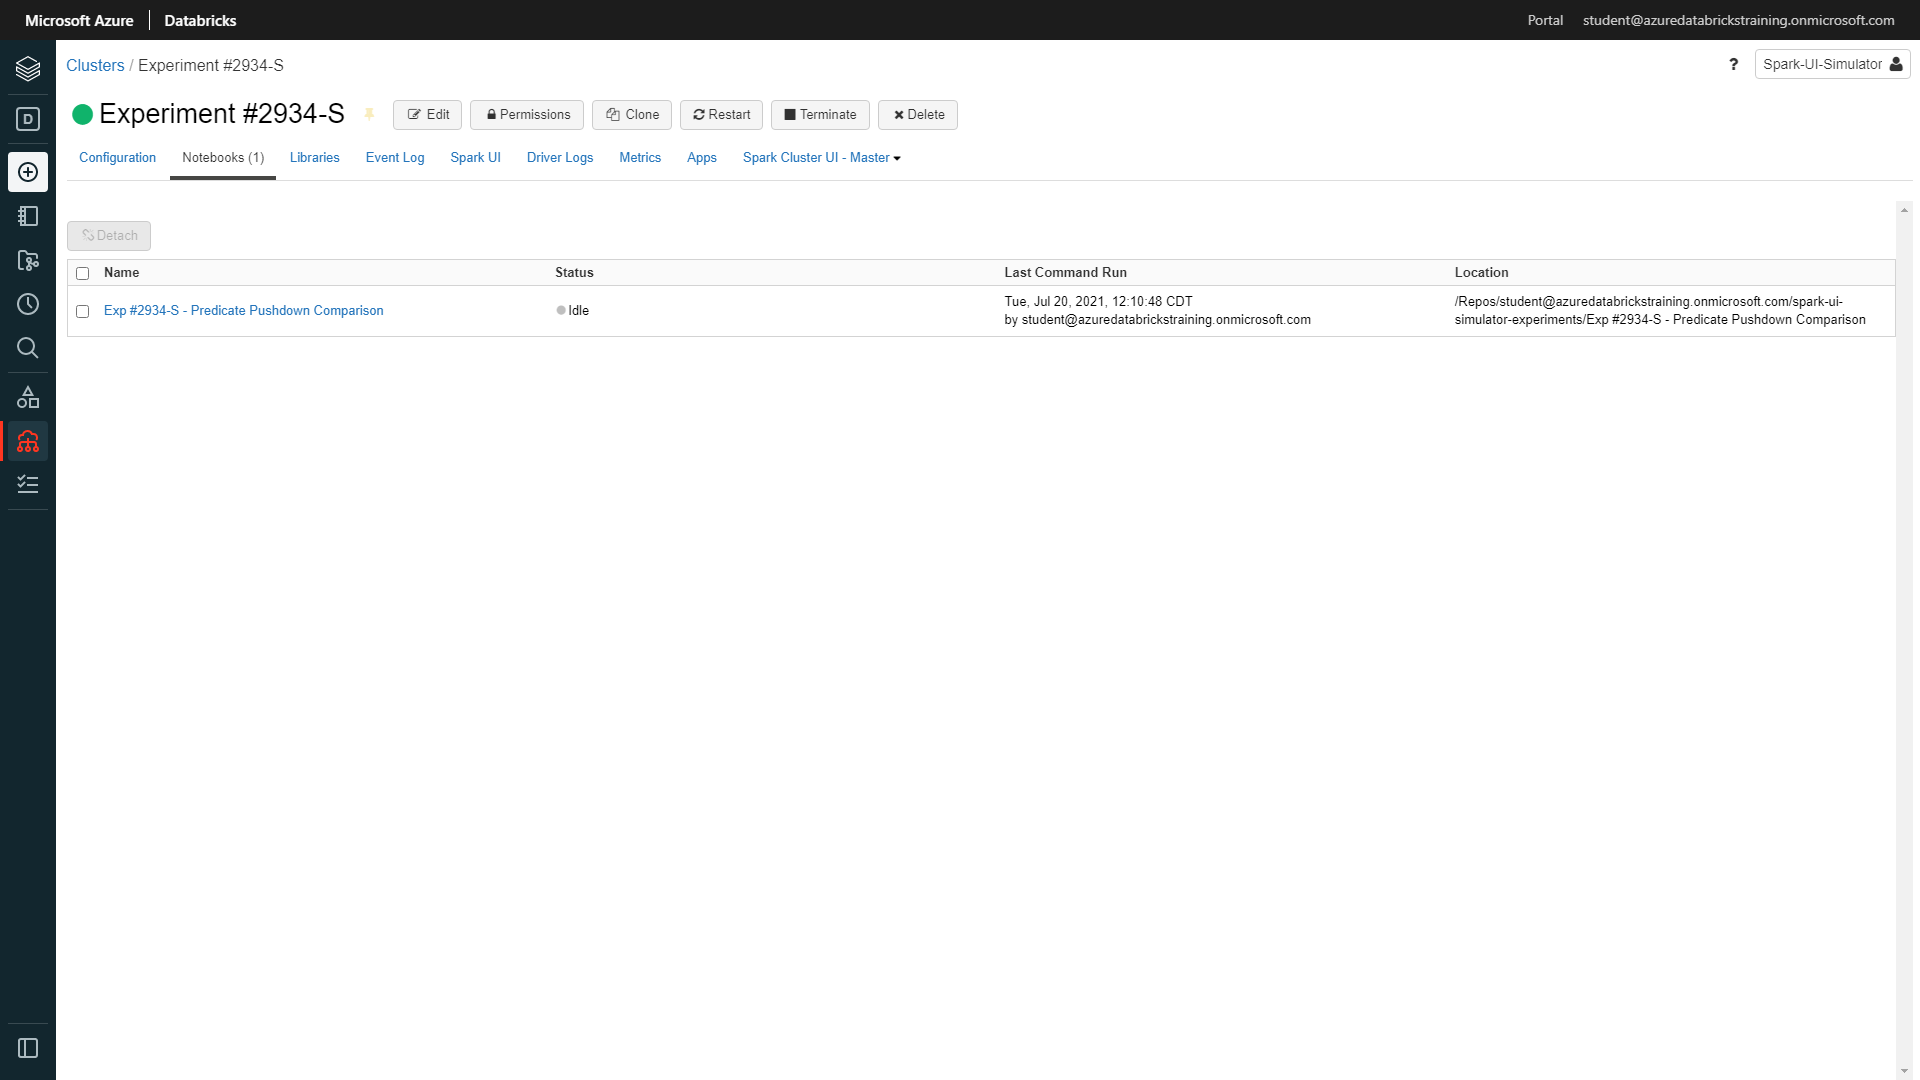 Microsoft Azure Databricks Portal student@azuredatabrickstraining.onmicrosoft.com
Clusters / Experiment #2934-S ? Spark-UI-Simulator
D
Experiment #2934-S Edit Permissions Clone Restart Terminate Delete
Configuration Notebooks (1) Libraries Event Log Spark UI Driver Logs Metrics Apps Spark Cluster UI - Master
Detach
Name Status Last Command Run Location
Exp #2934-S - Predicate Pushdown Comparison Idle Tue, Jul 20, 2021, 12:10:48 CDT /Repos/student@azuredatabrickstraining.onmicrosoft.com/spark-ui-
by student@azuredatabrickstraining.onmicrosoft.com simulator-experiments/Exp #2934-S - Predicate Pushdown Comparison